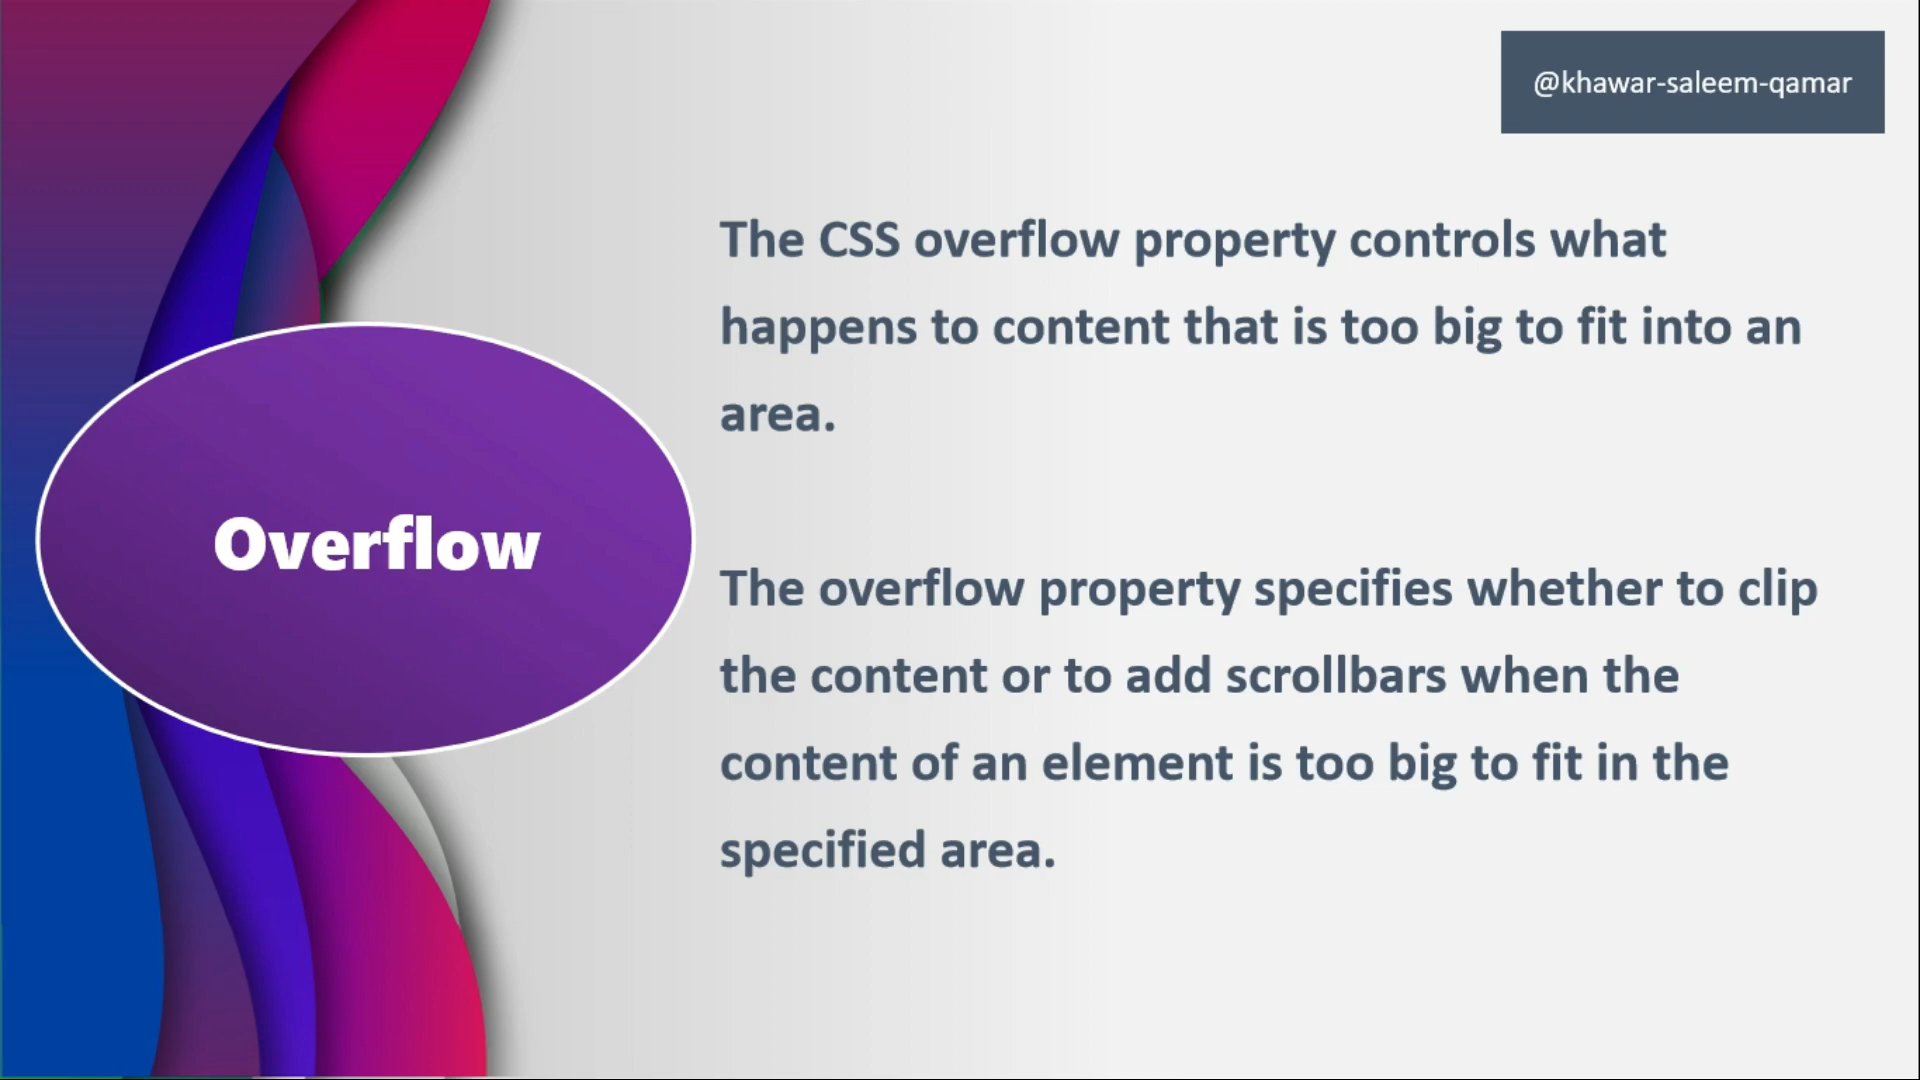 @khawar-saleem-qamar
The CSS overflow property controls what
happens to content that is too big to fit into an
area.
Overflow
The overflow property specifies whether to clip
the content or to add scrollbars when the
content of an element is too big to fit in the
specified area.